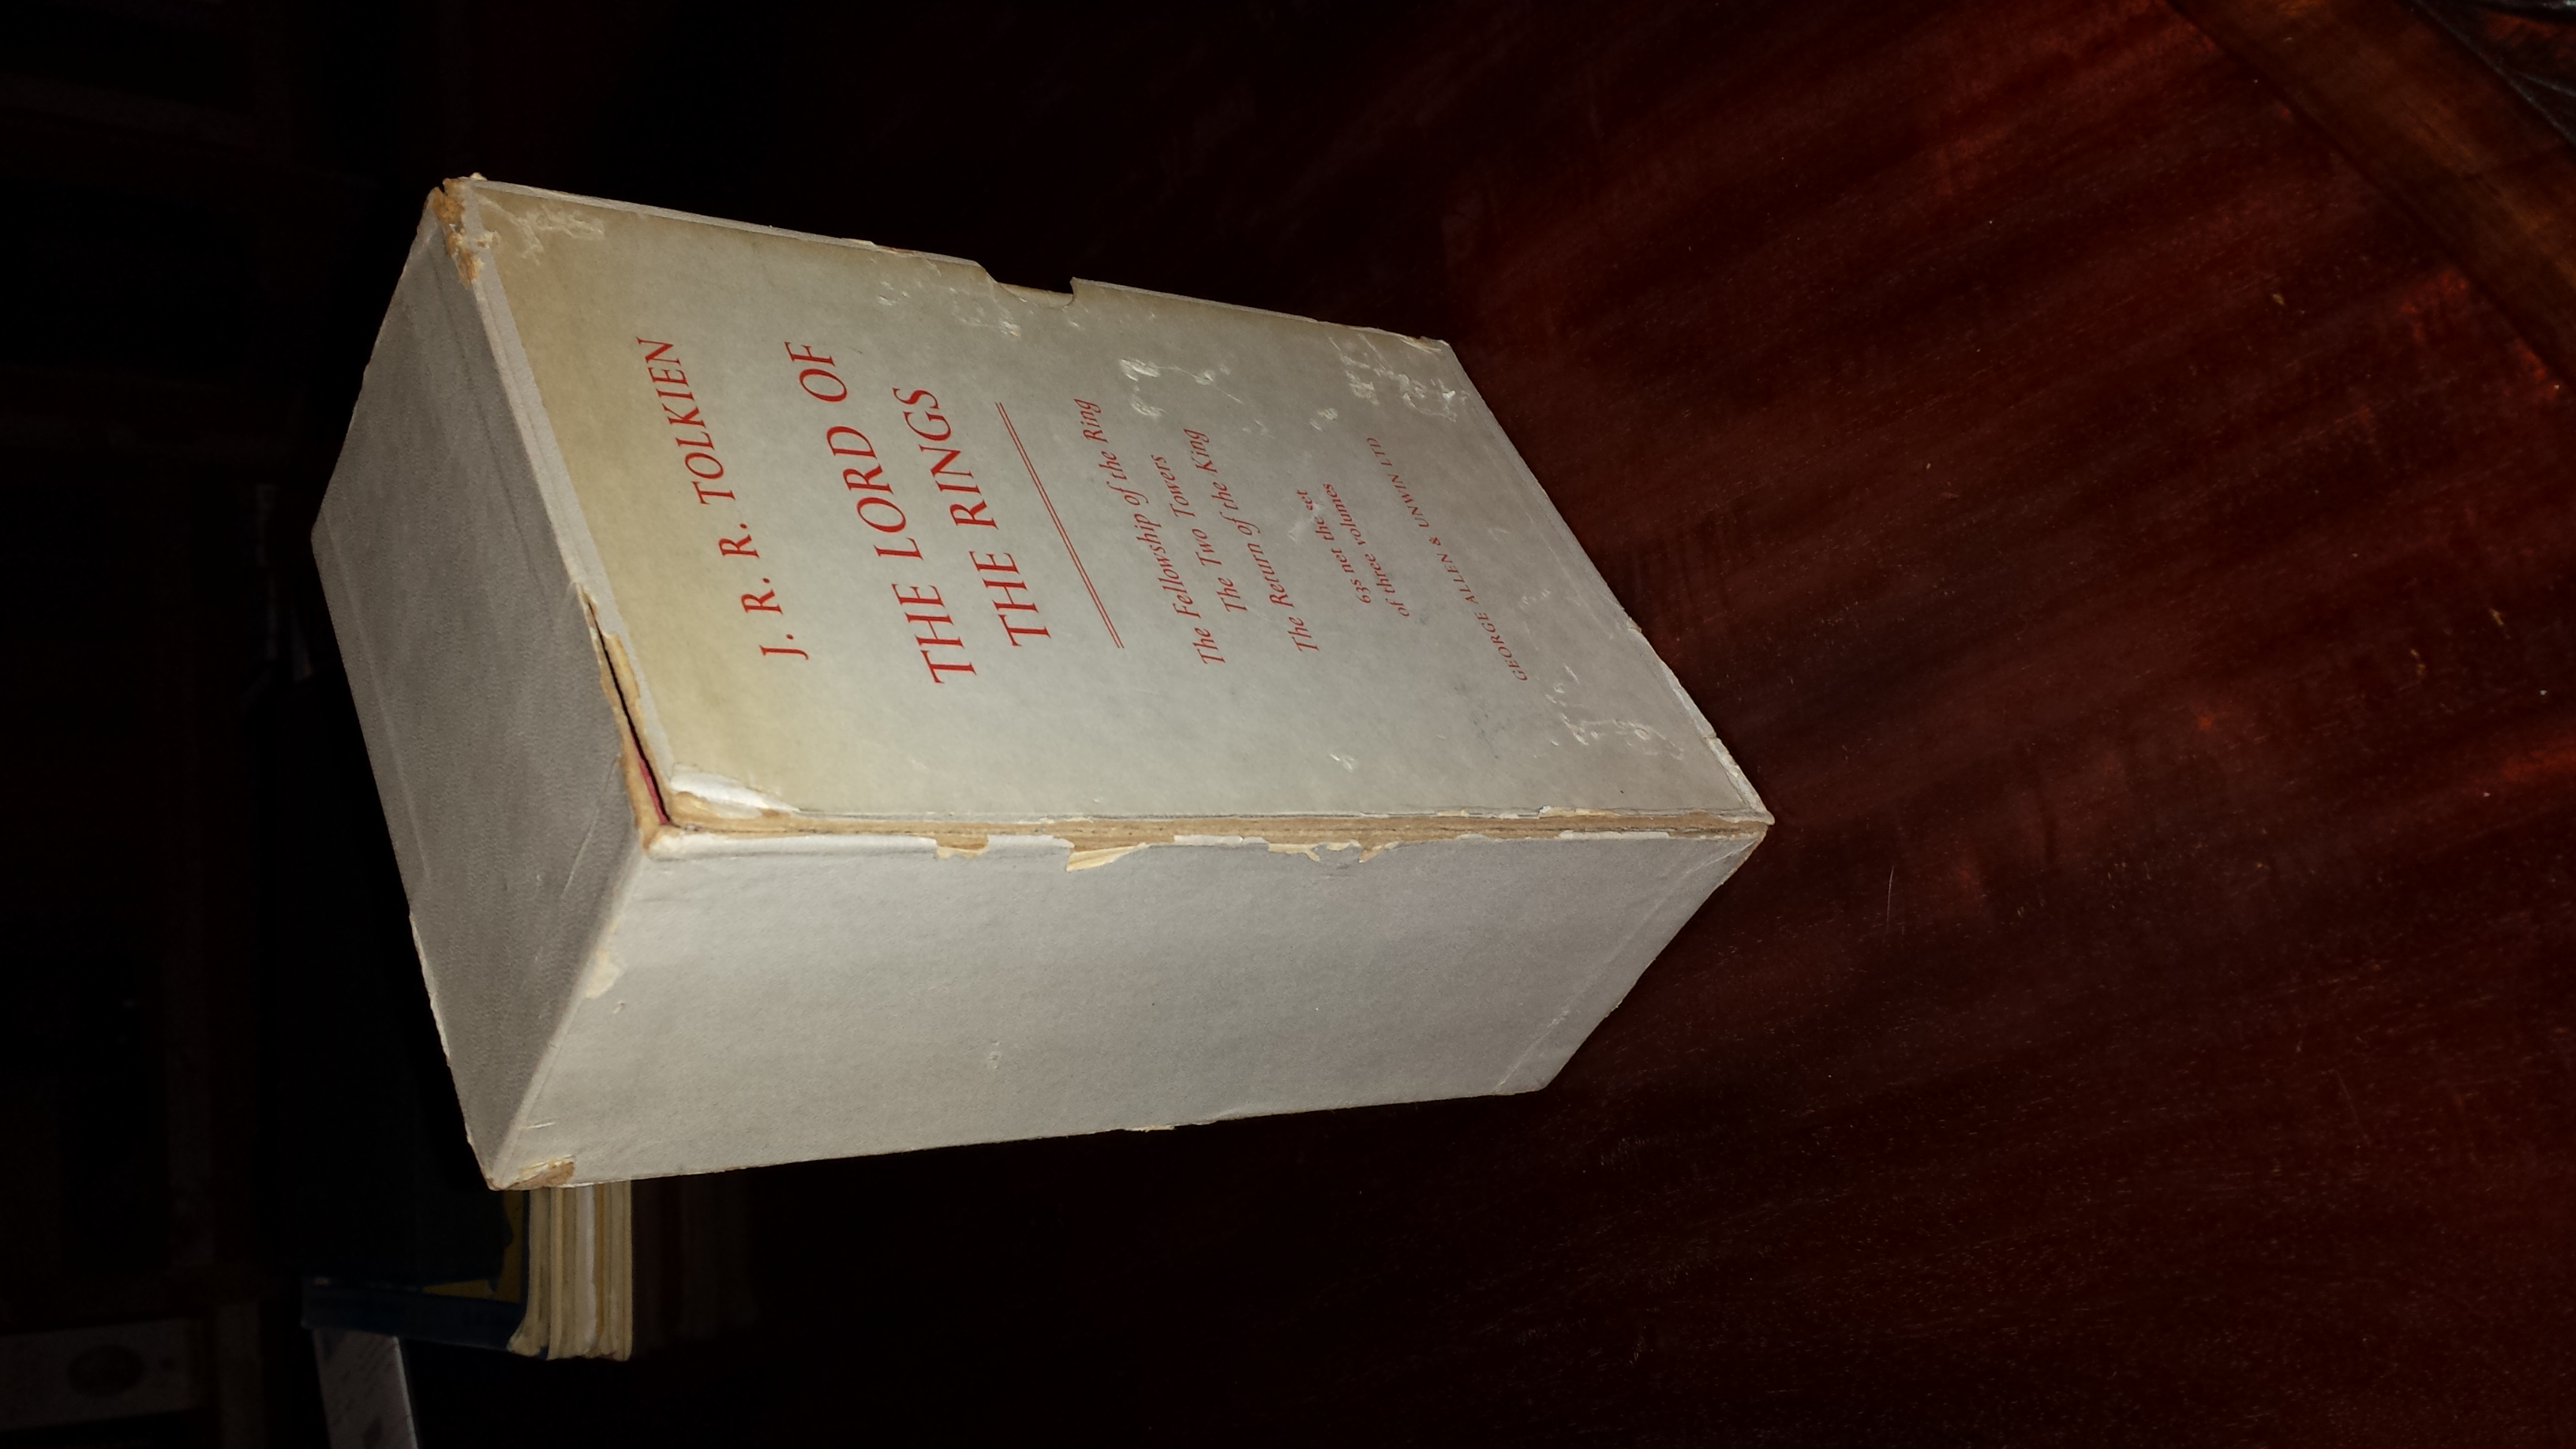 J. R. R. TOLKIEN
THE LORD OF
THE RINGS
The Fellowship of the Ring
The Two Towers
The Return of the King
63s net the set
of three volumes
GEORGE ALLEN & UNWIN LTD